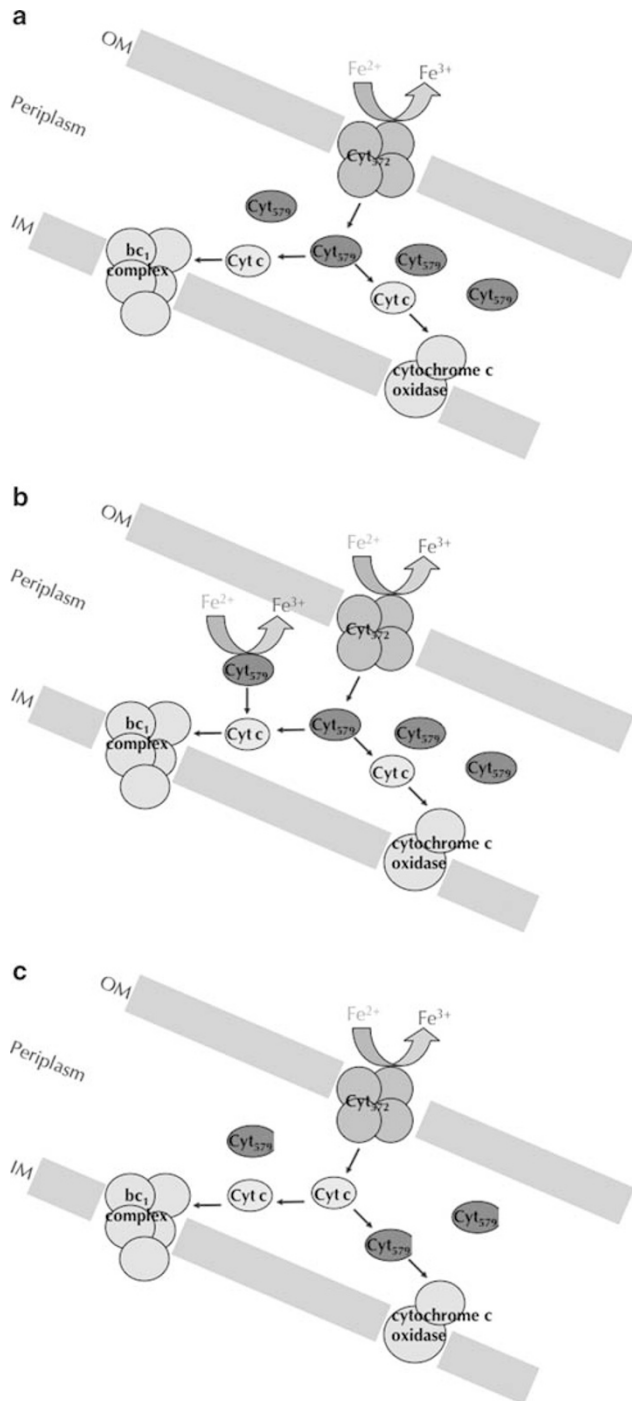 a
OM
Fe²⁺
Fe³⁺
Periplasm
Cyt₅₇₂
Cyt₅₇₉
IM
bc₁
complex
Cyt c
Cyt₅₇₉
Cyt₅₇₉
Cyt c
Cyt₅₇₉
cytochrome c
oxidase
b
OM
Fe²⁺
Fe³⁺
Periplasm
Fe²⁺
Fe³⁺
Cyt₅₇₂
Cyt₅₇₉
IM
bc₁
complex
Cyt c
Cyt₅₇₉
Cyt₅₇₉
Cyt c
Cyt₅₇₉
cytochrome c
oxidase
c
OM
Fe²⁺
Fe³⁺
Periplasm
Cyt₅₇₂
Cyt₅₇₉
IM
bc₁
complex
Cyt c
Cyt c
Cyt₅₇₉
Cyt₅₇₉
cytochrome c
oxidase